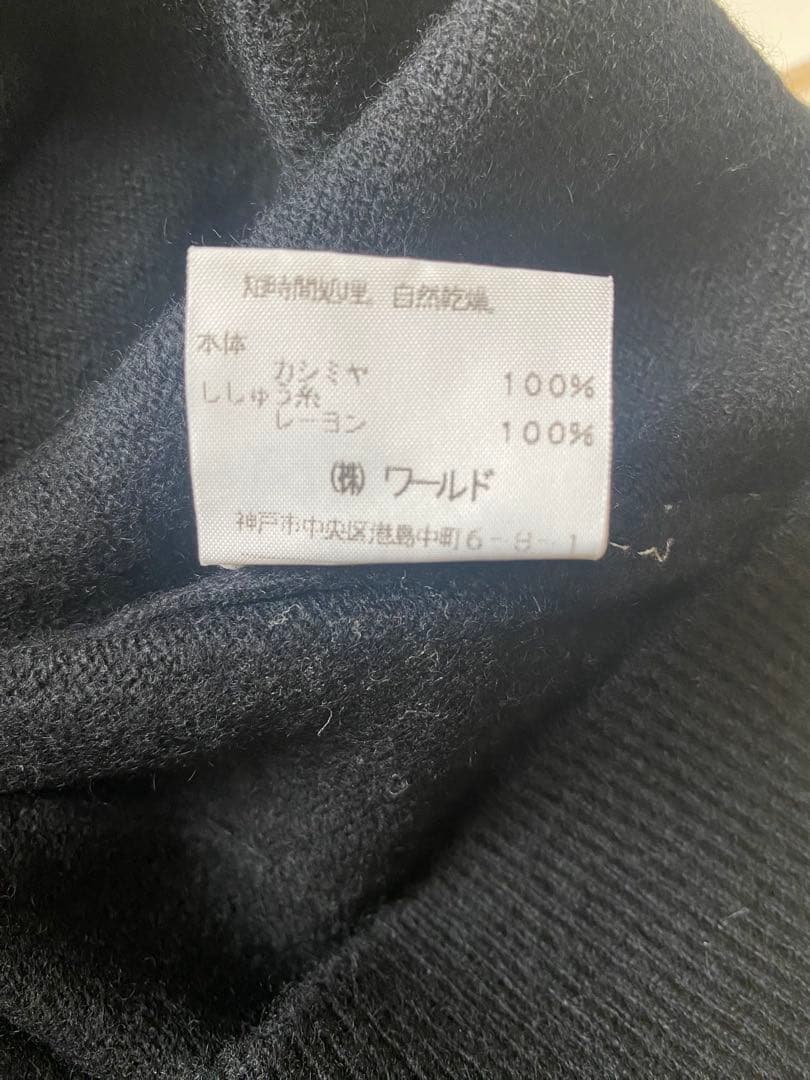 短時間処理。自然乾燥。
本体
カシミヤ 100%
ししゅう糸
レーヨン 100%
(株) ワールド
神戸市中央区港島中町6-8-1